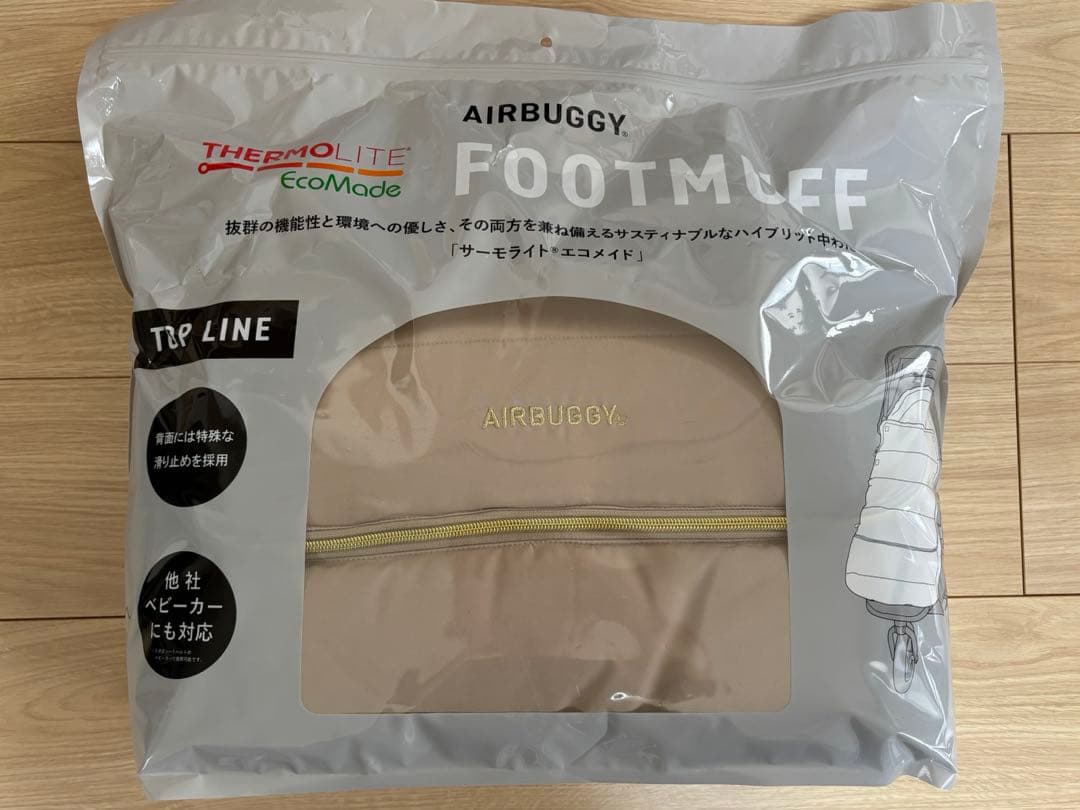 AIRBUGGY®
THERMOLITE®
EcoMade
FOOTMUFF
抜群の機能性と環境への優しさ、その両方を兼ね備えるサスティナブルなハイブリッド中わた
「サーモライト®エコメイド」
TOP LINE
AIRBUGGY®
背面には特殊な
滑り止めを採用
他社
ベビーカー
にも対応